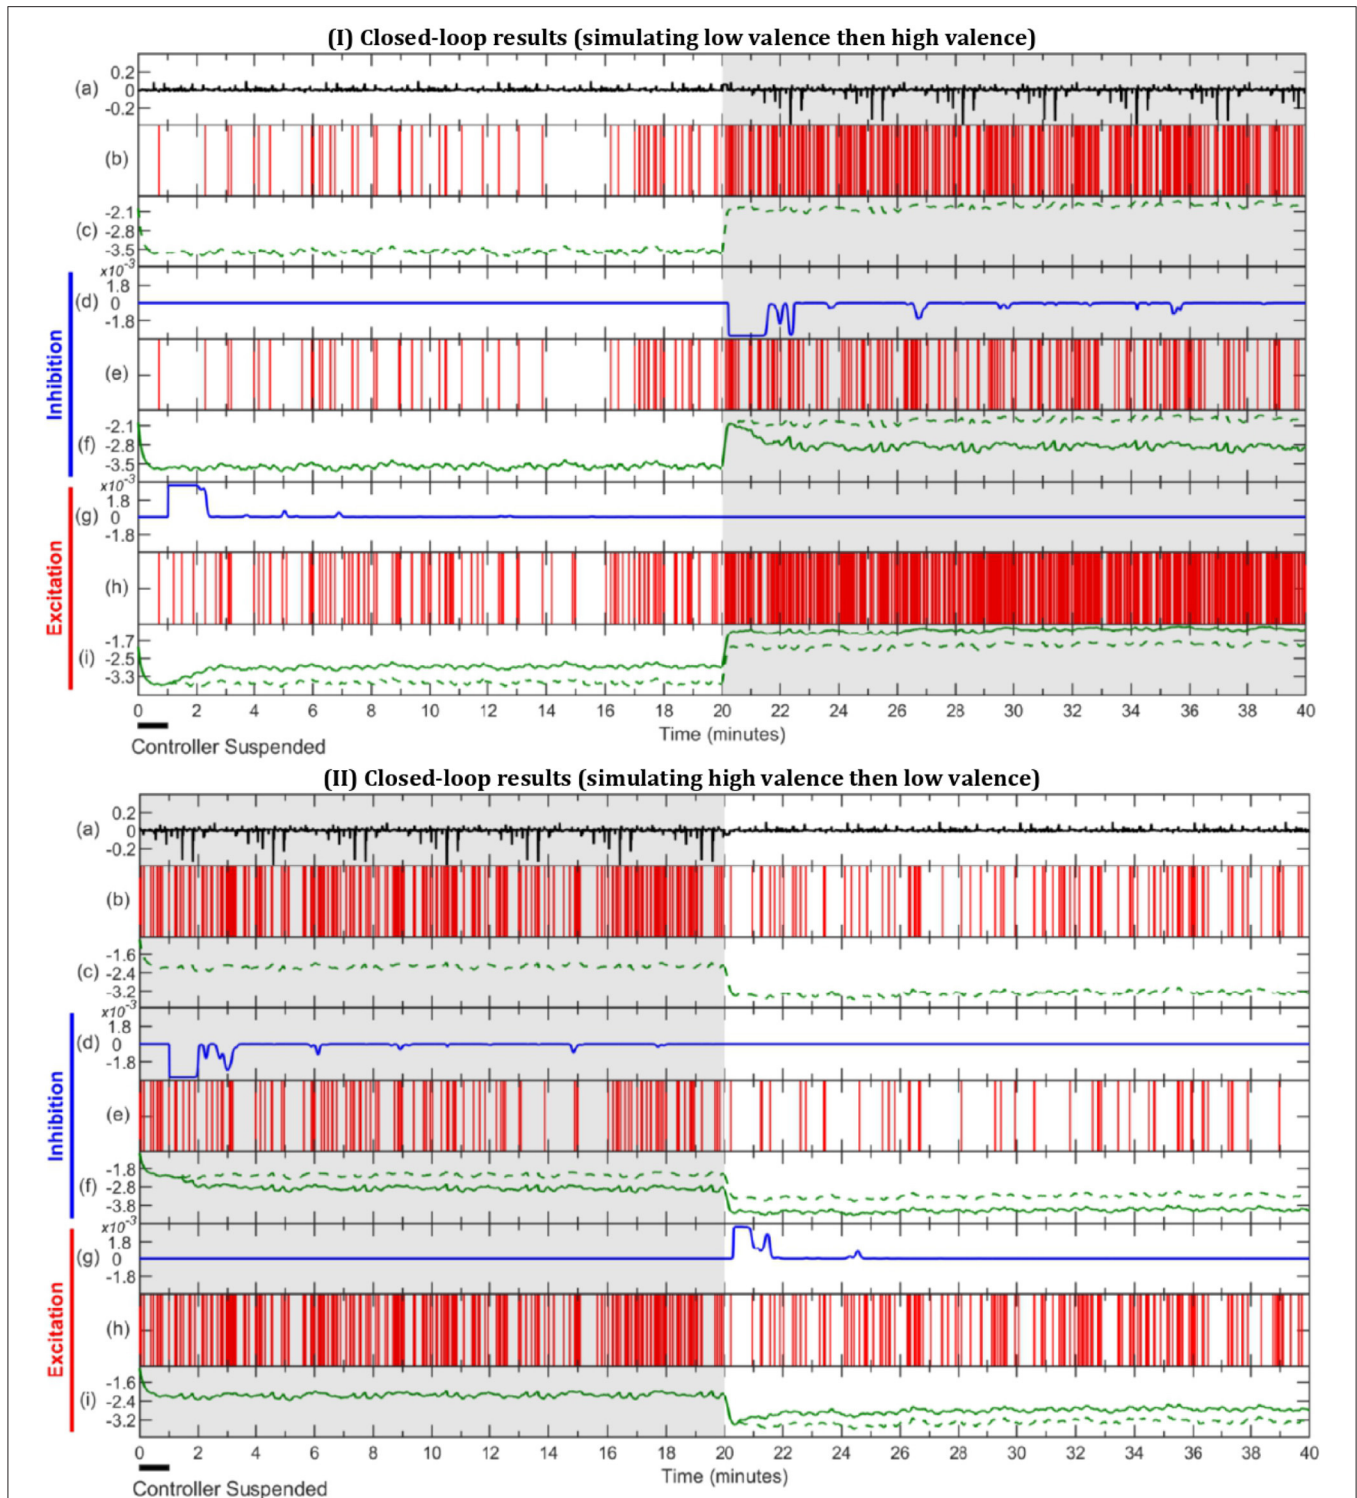 (I) Closed-loop results (simulating low valence then high valence)
(a) 0.2 0 -0.2
(b)
(c) -2.1 -2.8 -3.5
x10-3
(d) 1.8 0 -1.8
(e)
(f) -2.1 -2.8 -3.5
x10-3
(g) 1.8 0 -1.8
(h)
(i) -1.7 -2.5 -3.3
Inhibition
Excitation
0 2 4 6 8 10 12 14 16 18 20 22 24 26 28 30 32 34 36 38 40
Time (minutes)
Controller Suspended
(II) Closed-loop results (simulating high valence then low valence)
(a) 0.2 0 -0.2
(b)
(c) -1.6 -2.4 -3.2
x10-3
(d) 1.8 0 -1.8
(e)
(f) -1.8 -2.8 -3.8
x10-3
(g) 1.8 0 -1.8
(h)
(i) -1.6 -2.4 -3.2
Inhibition
Excitation
0 2 4 6 8 10 12 14 16 18 20 22 24 26 28 30 32 34 36 38 40
Time (minutes)
Controller Suspended